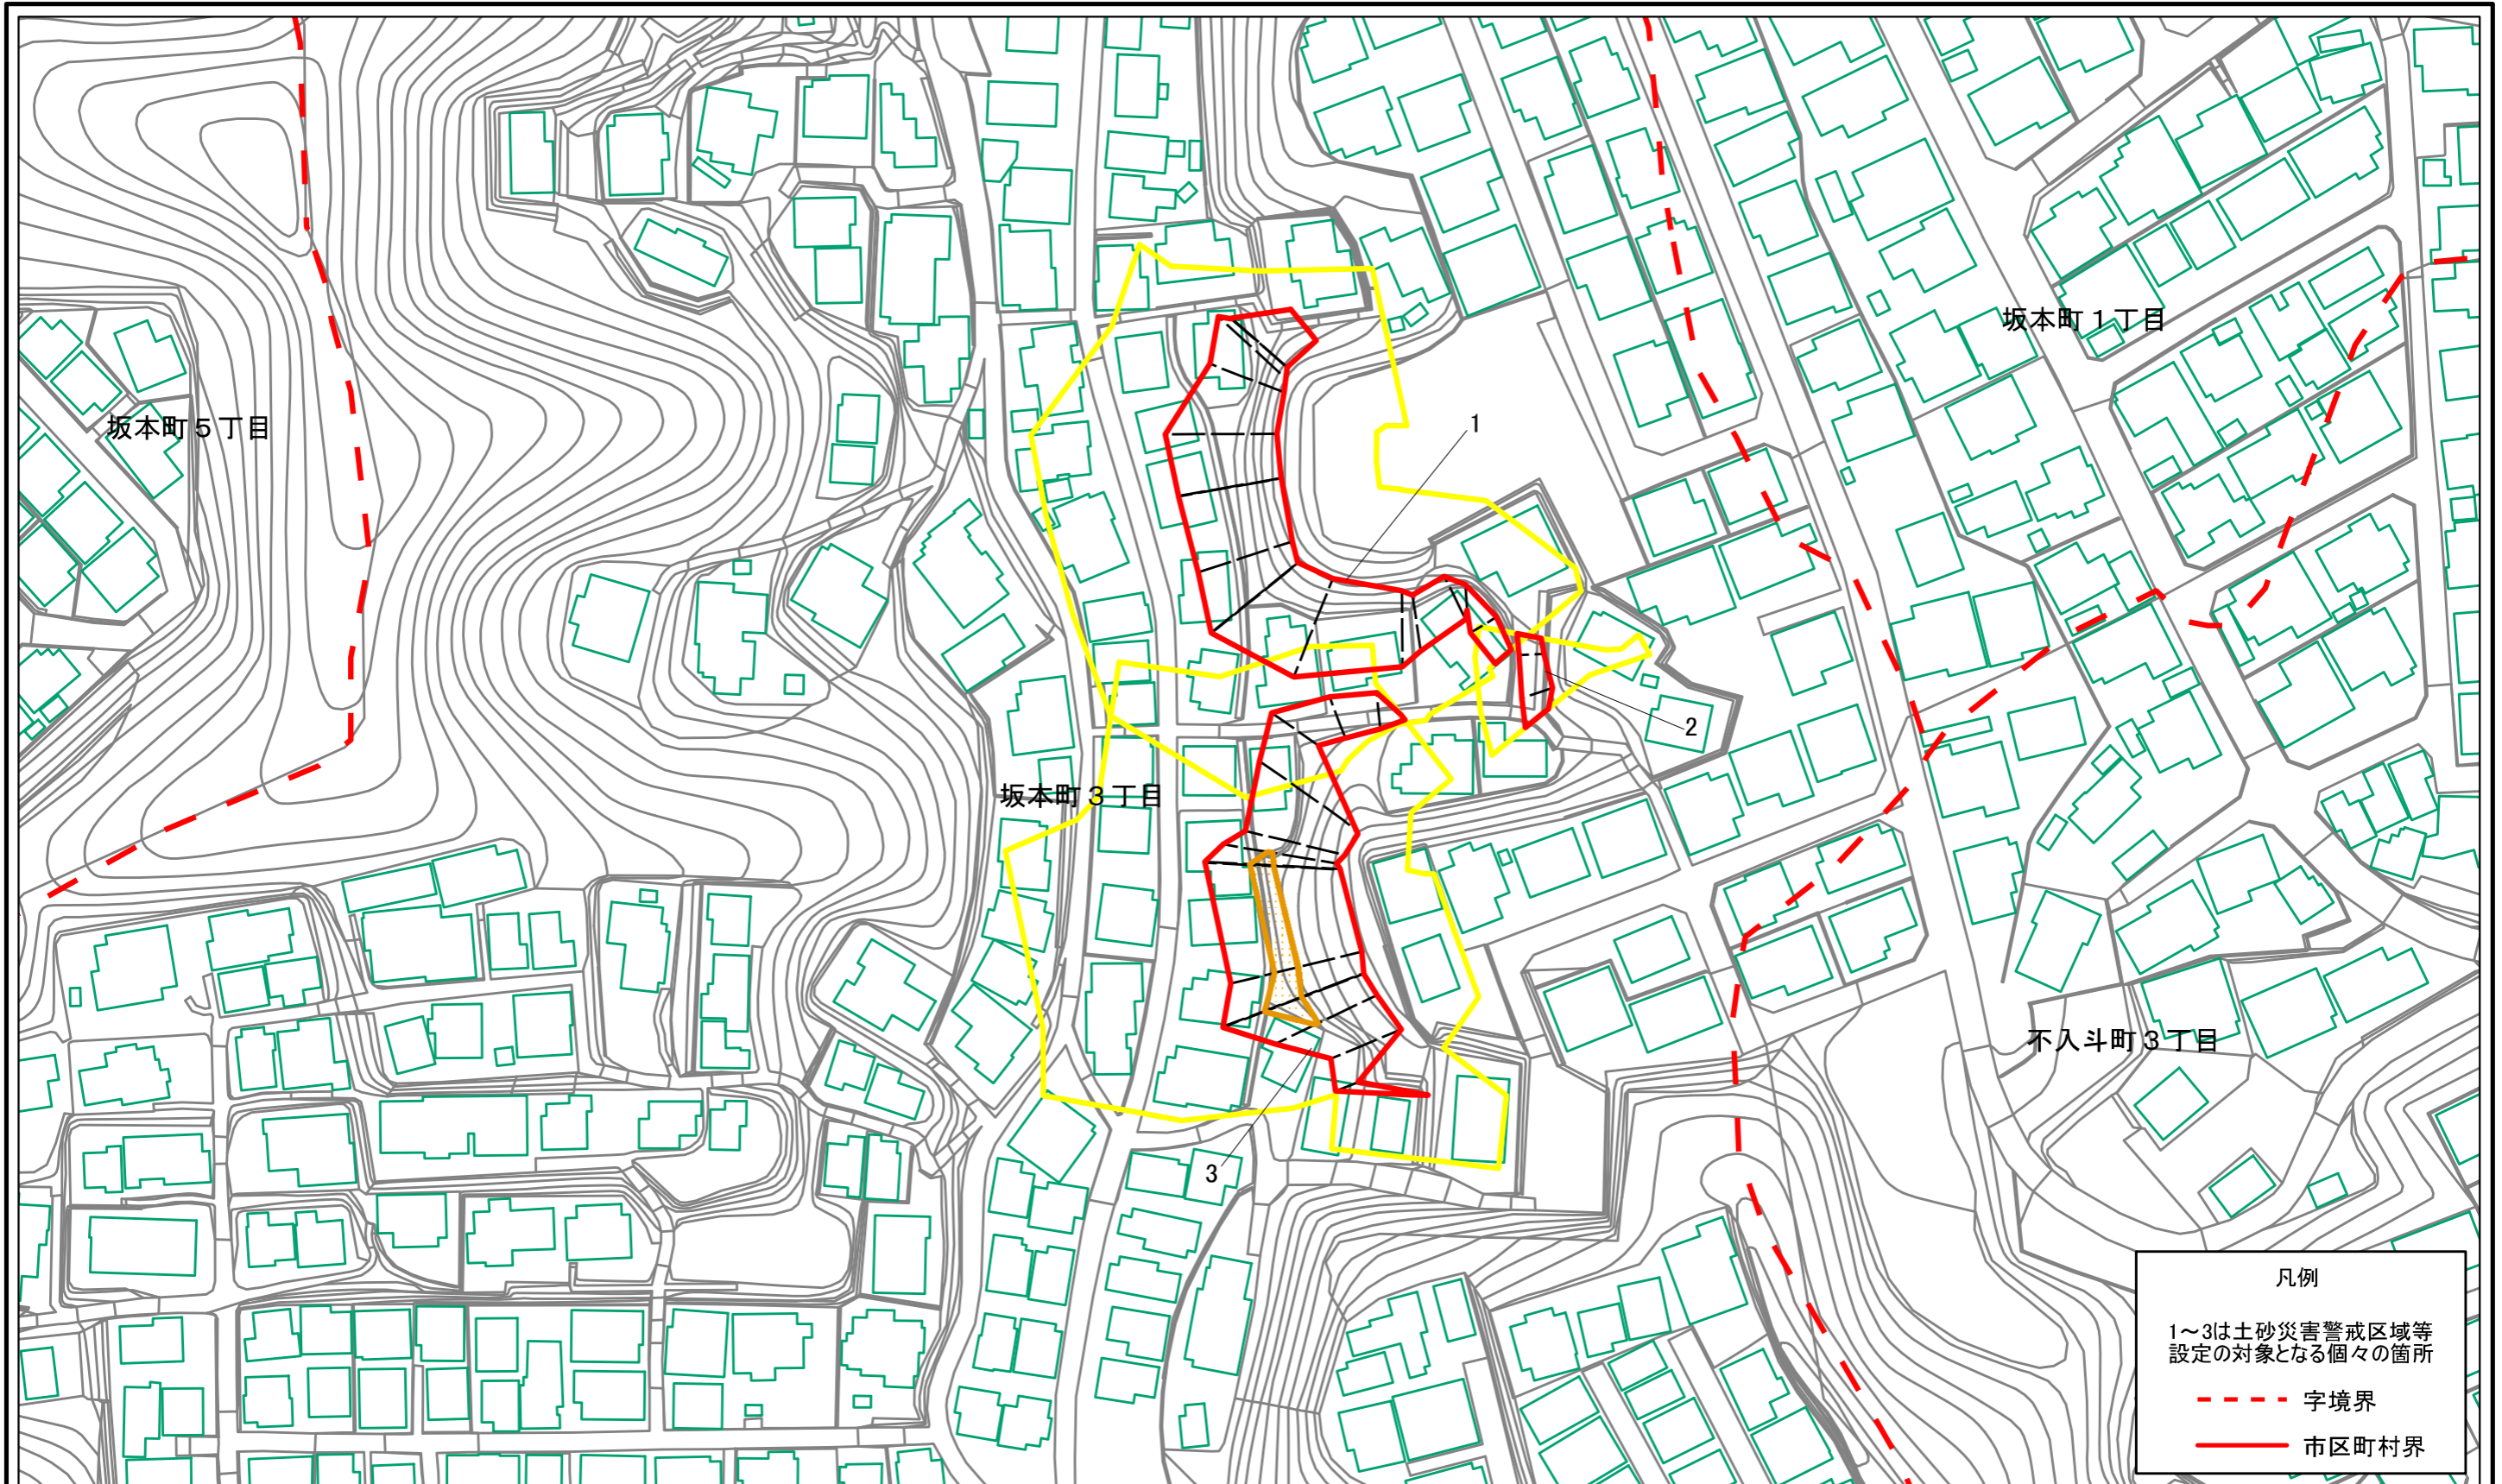 坂本町１丁目
坂本町５丁目
1
2
坂本町３丁目
不入斗町３丁目
3
凡例
1～3は土砂災害警戒区域等
設定の対象となる個々の箇所
字境界
市区町村界